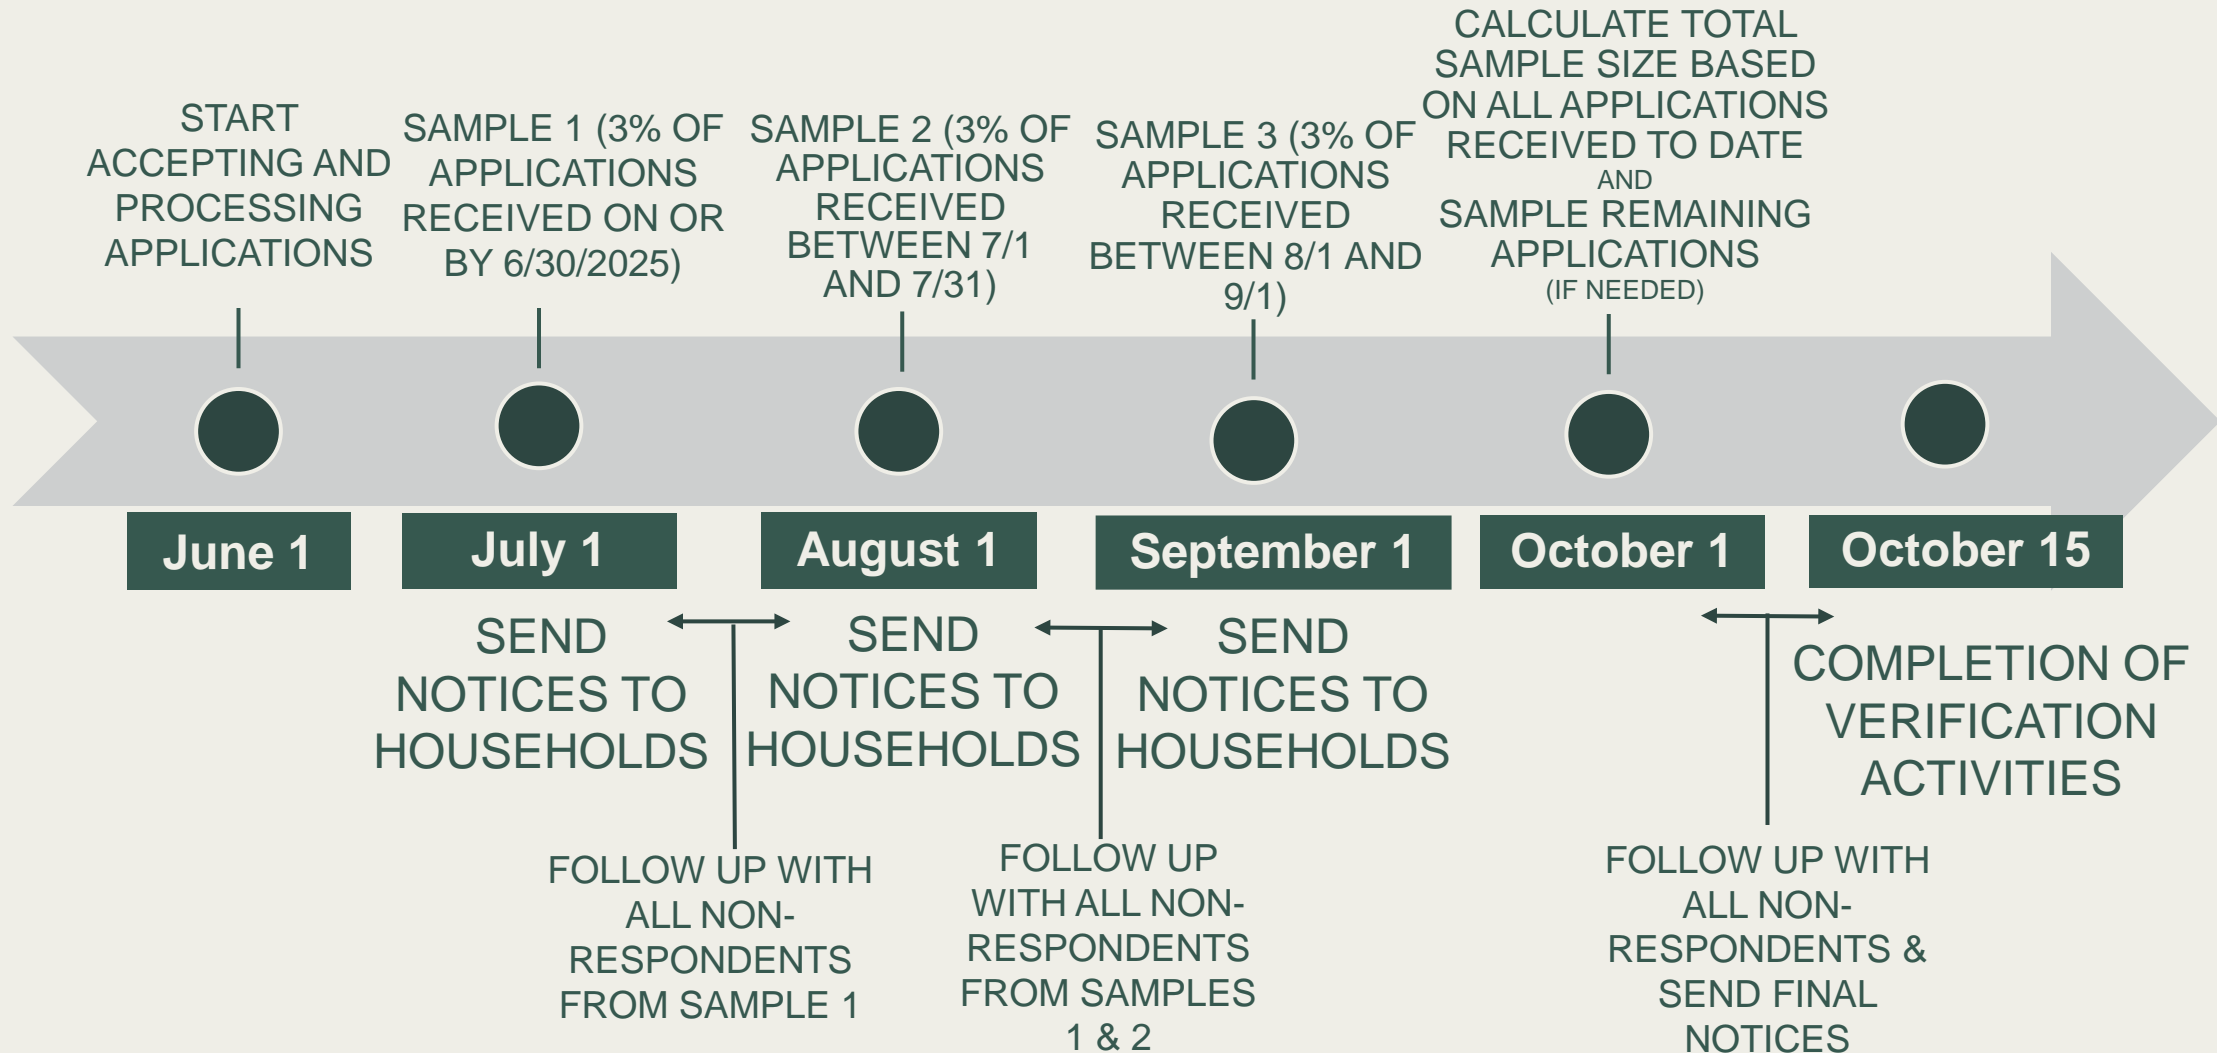 START
ACCEPTING AND
PROCESSING
APPLICATIONS
SAMPLE 1 (3% OF
APPLICATIONS
RECEIVED ON OR
BY 6/30/2025)
SAMPLE 2 (3% OF
APPLICATIONS
RECEIVED
BETWEEN 7/1
AND 7/31)
SAMPLE 3 (3% OF
APPLICATIONS
RECEIVED
BETWEEN 8/1 AND
9/1)
CALCULATE TOTAL
SAMPLE SIZE BASED
ON ALL APPLICATIONS
RECEIVED TO DATE
AND
SAMPLE REMAINING
APPLICATIONS
(IF NEEDED)
June 1
July 1
August 1
September 1
October 1
October 15
SEND
NOTICES TO
HOUSEHOLDS
SEND
NOTICES TO
HOUSEHOLDS
SEND
NOTICES TO
HOUSEHOLDS
COMPLETION OF
VERIFICATION
ACTIVITIES
FOLLOW UP WITH
ALL NON-
RESPONDENTS
FROM SAMPLE 1
FOLLOW UP
WITH ALL NON-
RESPONDENTS
FROM SAMPLES
1 & 2
FOLLOW UP WITH
ALL NON-
RESPONDENTS &
SEND FINAL
NOTICES